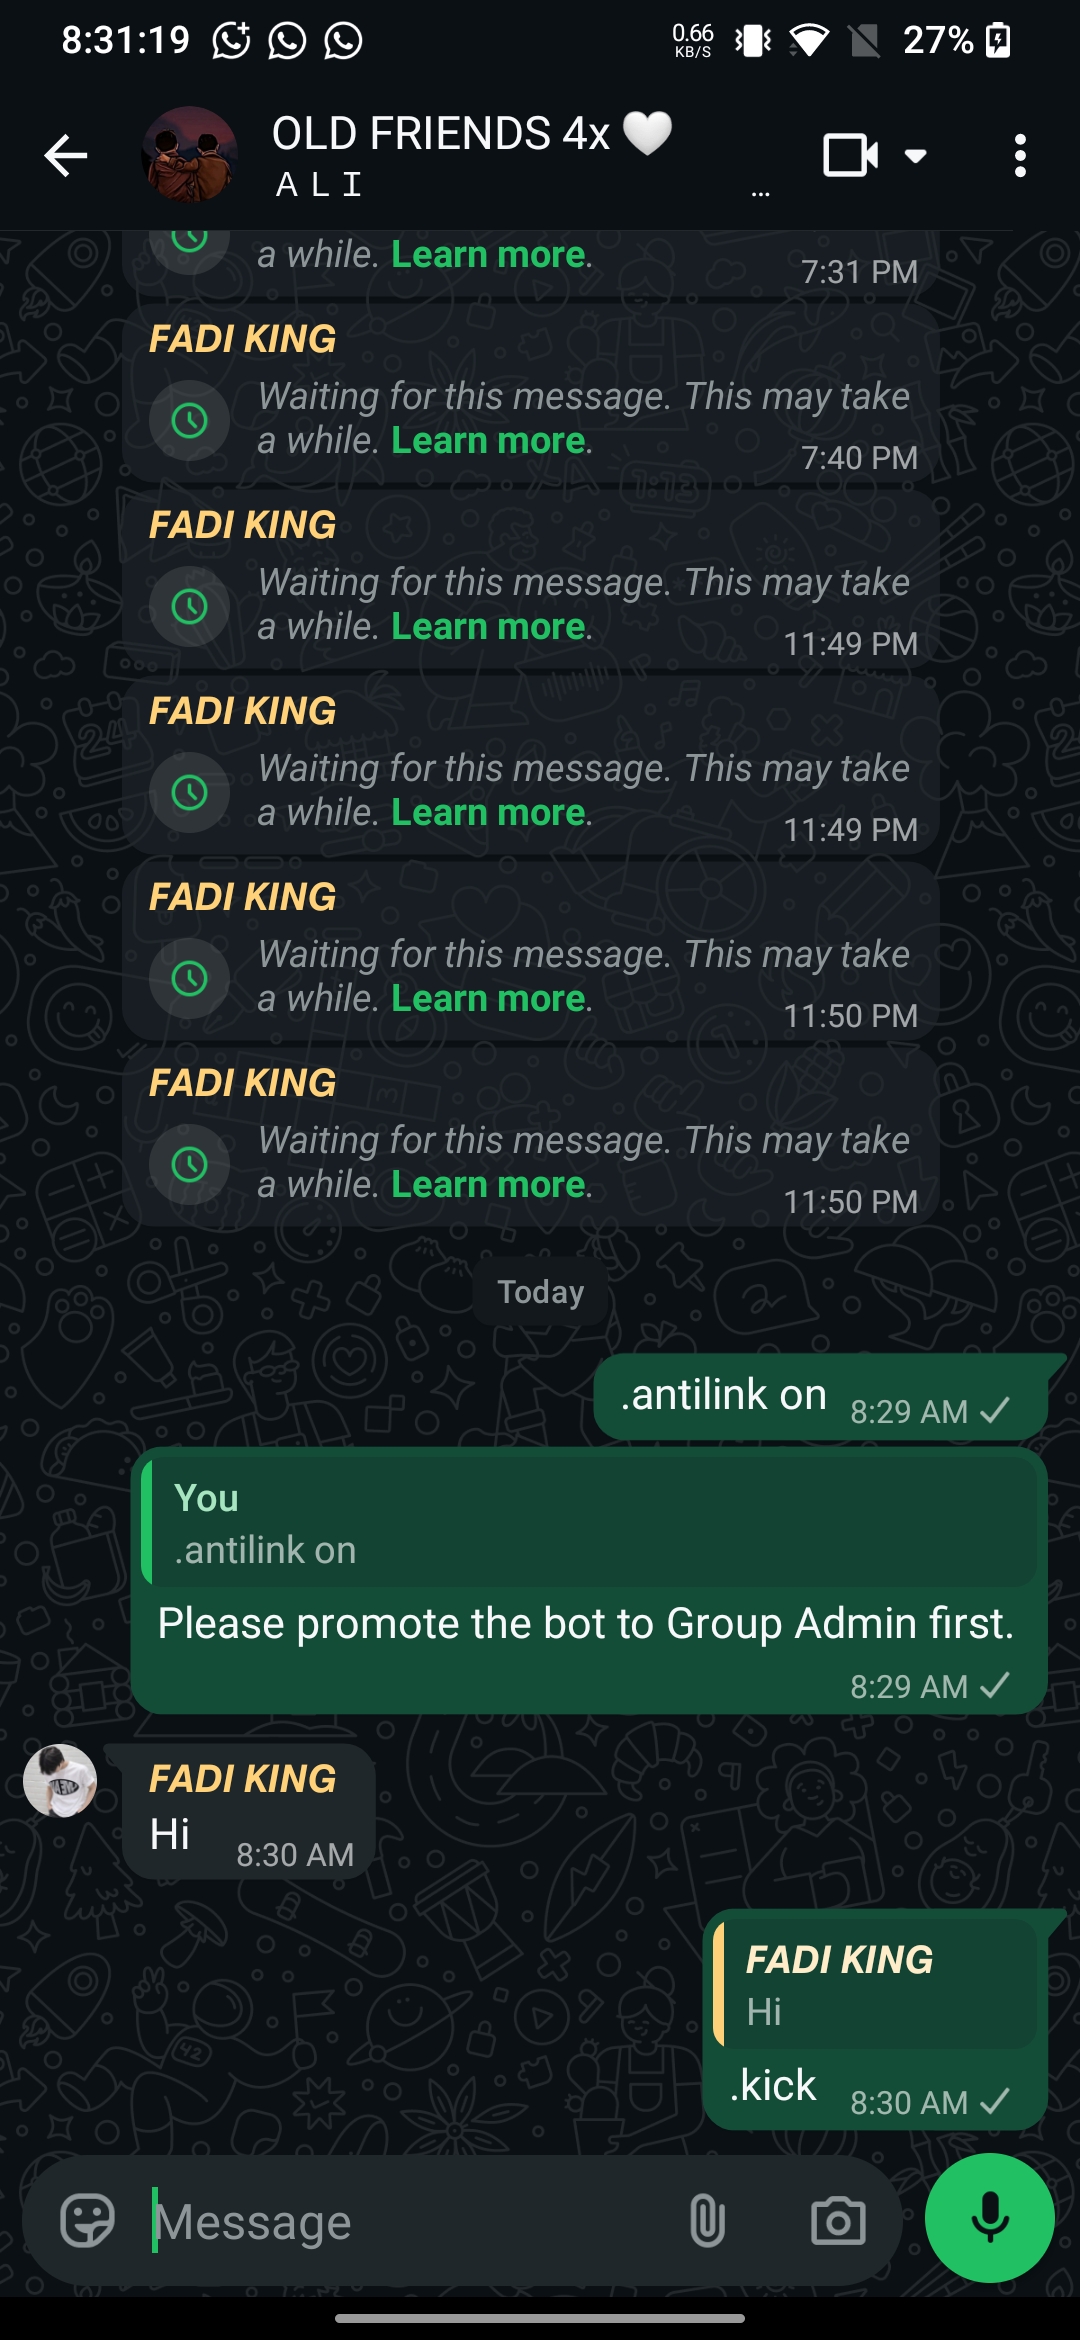 8:31:19
0.66
KB/S
27%
OLD FRIENDS 4x 🤍
A L I
...
a while. Learn more.
7:31 PM
FADI KING
Waiting for this message. This may take
a while. Learn more.
7:40 PM
FADI KING
Waiting for this message. This may take
a while. Learn more.
11:49 PM
FADI KING
Waiting for this message. This may take
a while. Learn more.
11:49 PM
FADI KING
Waiting for this message. This may take
a while. Learn more.
11:50 PM
FADI KING
Waiting for this message. This may take
a while. Learn more.
11:50 PM
Today
.antilink on 8:29 AM
You
.antilink on
Please promote the bot to Group Admin first.
8:29 AM
FADI KING
Hi 8:30 AM
FADI KING
Hi
.kick 8:30 AM
Message